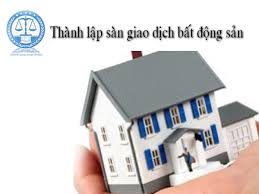 Thành lập sàn giao dịch bất động sản